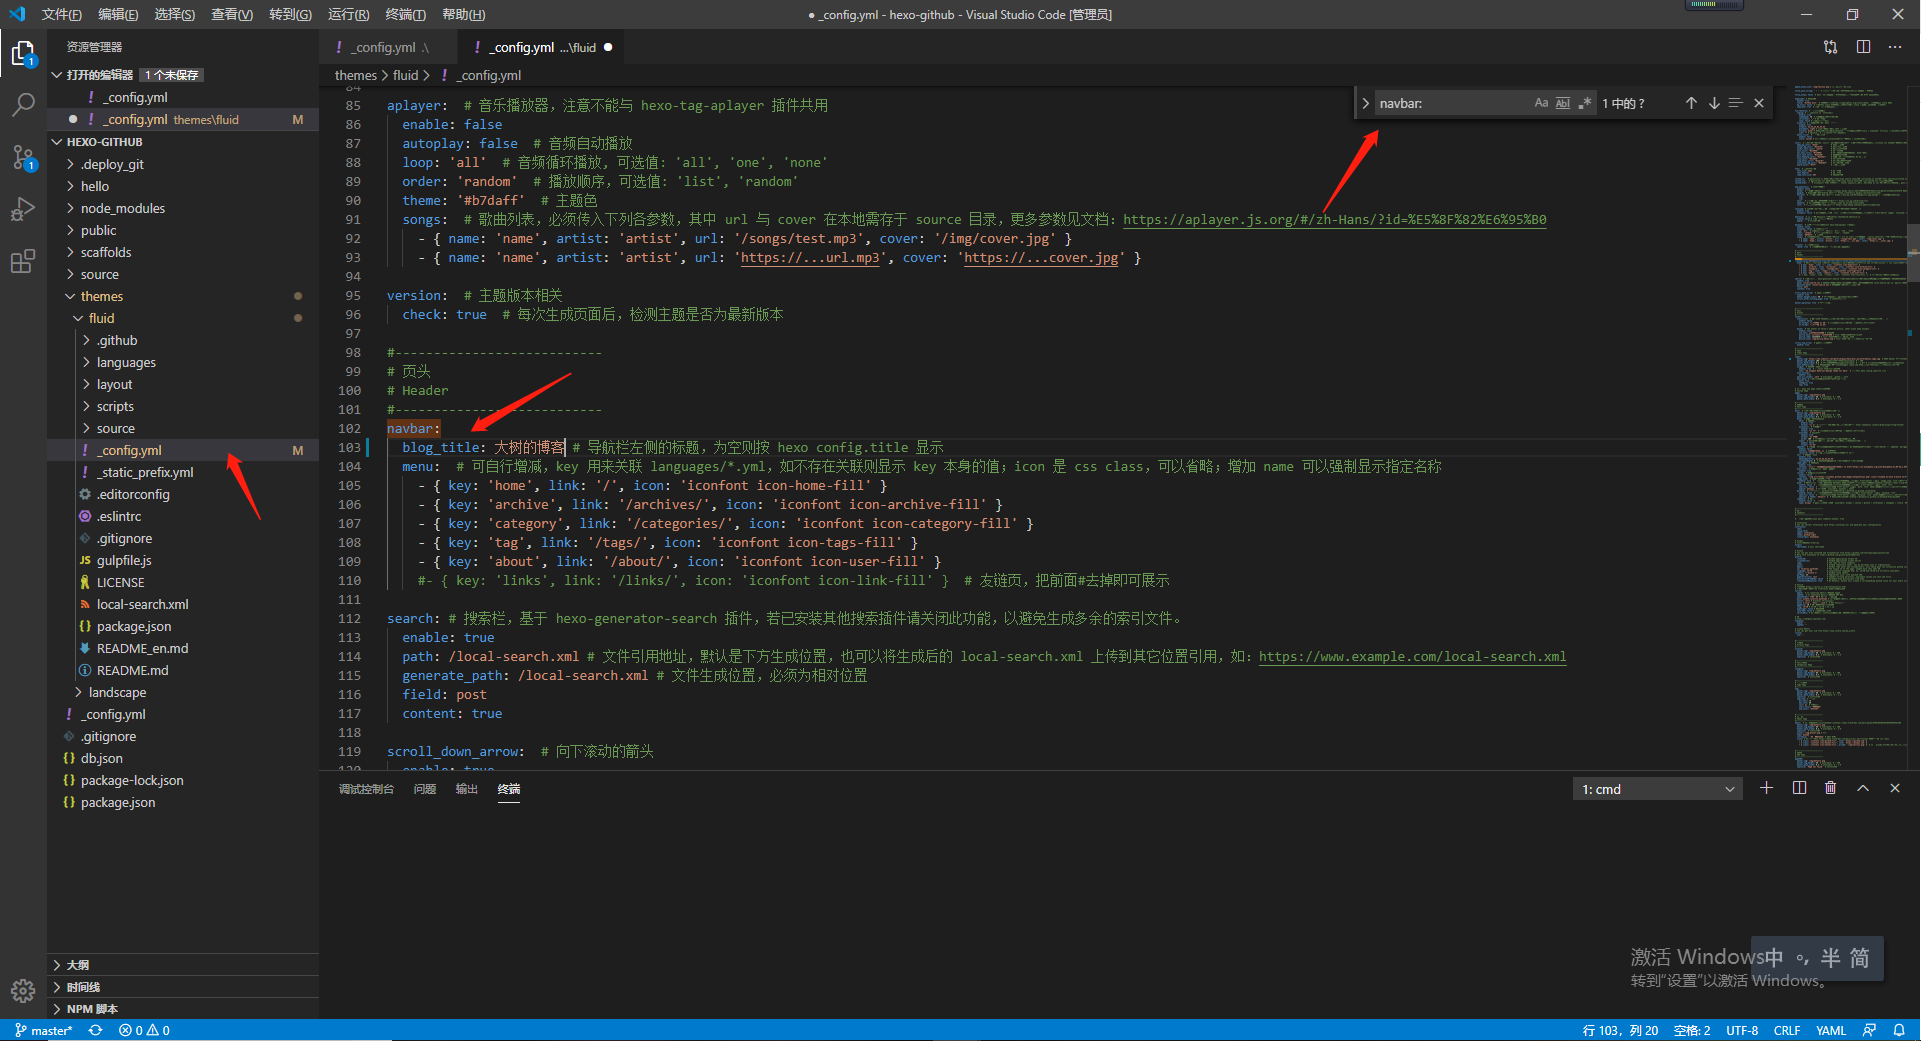 文件(F) 编辑(E) 选择(S) 查看(V) 转到(G) 运行(R) 终端(T) 帮助(H)
● _config.yml - hexo-github - Visual Studio Code [管理员]
资源管理器
打开的编辑器 1 个未保存
! _config.yml
● ! _config.yml themes\fluid M
HEXO-GITHUB
.deploy_git
hello
node_modules
public
scaffolds
source
themes
fluid
.github
languages
layout
scripts
source
! _config.yml M
! _static_prefix.yml
.editorconfig
.eslintrc
.gitignore
JS gulpfile.js
LICENSE
local-search.xml
{} package.json
README_en.md
README.md
landscape
! _config.yml
.gitignore
{} db.json
{} package-lock.json
{} package.json
大纲
时间线
NPM 脚本
! _config.yml .\
! _config.yml ...\fluid ●
themes > fluid > ! _config.yml
navbar: Aa Abl .* 1 中的 ?
84
85 aplayer: # 音乐播放器，注意不能与 hexo-tag-aplayer 插件共用
86 enable: false
87 autoplay: false # 音频自动播放
88 loop: 'all' # 音频循环播放, 可选值: 'all', 'one', 'none'
89 order: 'random' # 播放顺序，可选值: 'list', 'random'
90 theme: '#b7daff' # 主题色
91 songs: # 歌曲列表，必须传入下列各参数，其中 url 与 cover 在本地需存于 source 目录，更多参数见文档: https://aplayer.js.org/#/zh-Hans/?id=%E5%8F%82%E6%95%B0
92 - { name: 'name', artist: 'artist', url: '/songs/test.mp3', cover: '/img/cover.jpg' }
93 - { name: 'name', artist: 'artist', url: 'https://...url.mp3', cover: 'https://...cover.jpg' }
94
95 version: # 主题版本相关
96 check: true # 每次生成页面后，检测主题是否为最新版本
97
98 #---------------------------
99 # 页头
100 # Header
101 #---------------------------
102 navbar:
103 blog_title: 大树的博客 # 导航栏左侧的标题，为空则按 hexo config.title 显示
104 menu: # 可自行增减，key 用来关联 languages/*.yml，如不存在关联则显示 key 本身的值；icon 是 css class，可以省略；增加 name 可以强制显示指定名称
105 - { key: 'home', link: '/', icon: 'iconfont icon-home-fill' }
106 - { key: 'archive', link: '/archives/', icon: 'iconfont icon-archive-fill' }
107 - { key: 'category', link: '/categories/', icon: 'iconfont icon-category-fill' }
108 - { key: 'tag', link: '/tags/', icon: 'iconfont icon-tags-fill' }
109 - { key: 'about', link: '/about/', icon: 'iconfont icon-user-fill' }
110 #- { key: 'links', link: '/links/', icon: 'iconfont icon-link-fill' } # 友链页，把前面#去掉即可展示
111
112 search: # 搜索栏，基于 hexo-generator-search 插件，若已安装其他搜索插件请关闭此功能，以避免生成多余的索引文件。
113 enable: true
114 path: /local-search.xml # 文件引用地址，默认是下方生成位置，也可以将生成后的 local-search.xml 上传到其它位置引用，如: https://www.example.com/local-search.xml
115 generate_path: /local-search.xml # 文件生成位置，必须为相对位置
116 field: post
117 content: true
118
119 scroll_down_arrow: # 向下滚动的箭头
120 enable: true
调试控制台 问题 输出 终端
1: cmd
激活 Windows
转到“设置”以激活 Windows。
中 °, 半 简
master* 0 0
行 103，列 20 空格: 2 UTF-8 CRLF YAML